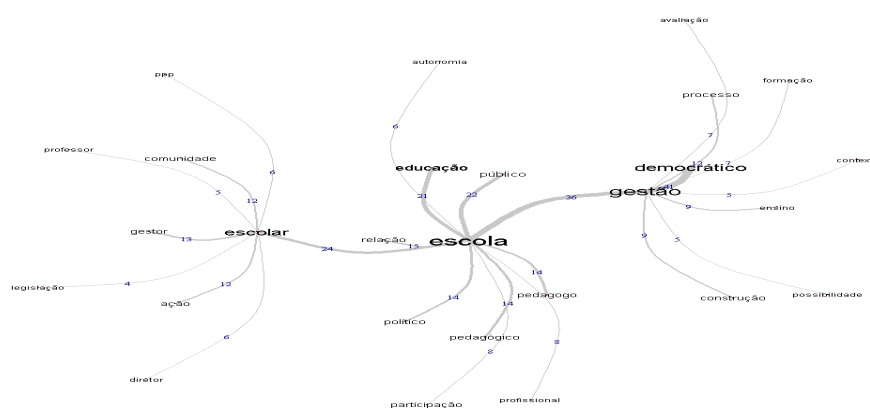 avaliação
autonomia
ppp
formação
processo
6
7
professor
comunidade
contex
educação
democrático
12
7
6
público
41
gestão
5
12
21
22
36
5
9
ensino
gestor
13
escolar
relação
15
escola
9
5
24
14
legislação
4
12
ação
14
14
pedagogo
construção
possibilidade
político
6
pedagógico
8
8
diretor
participação
profissional